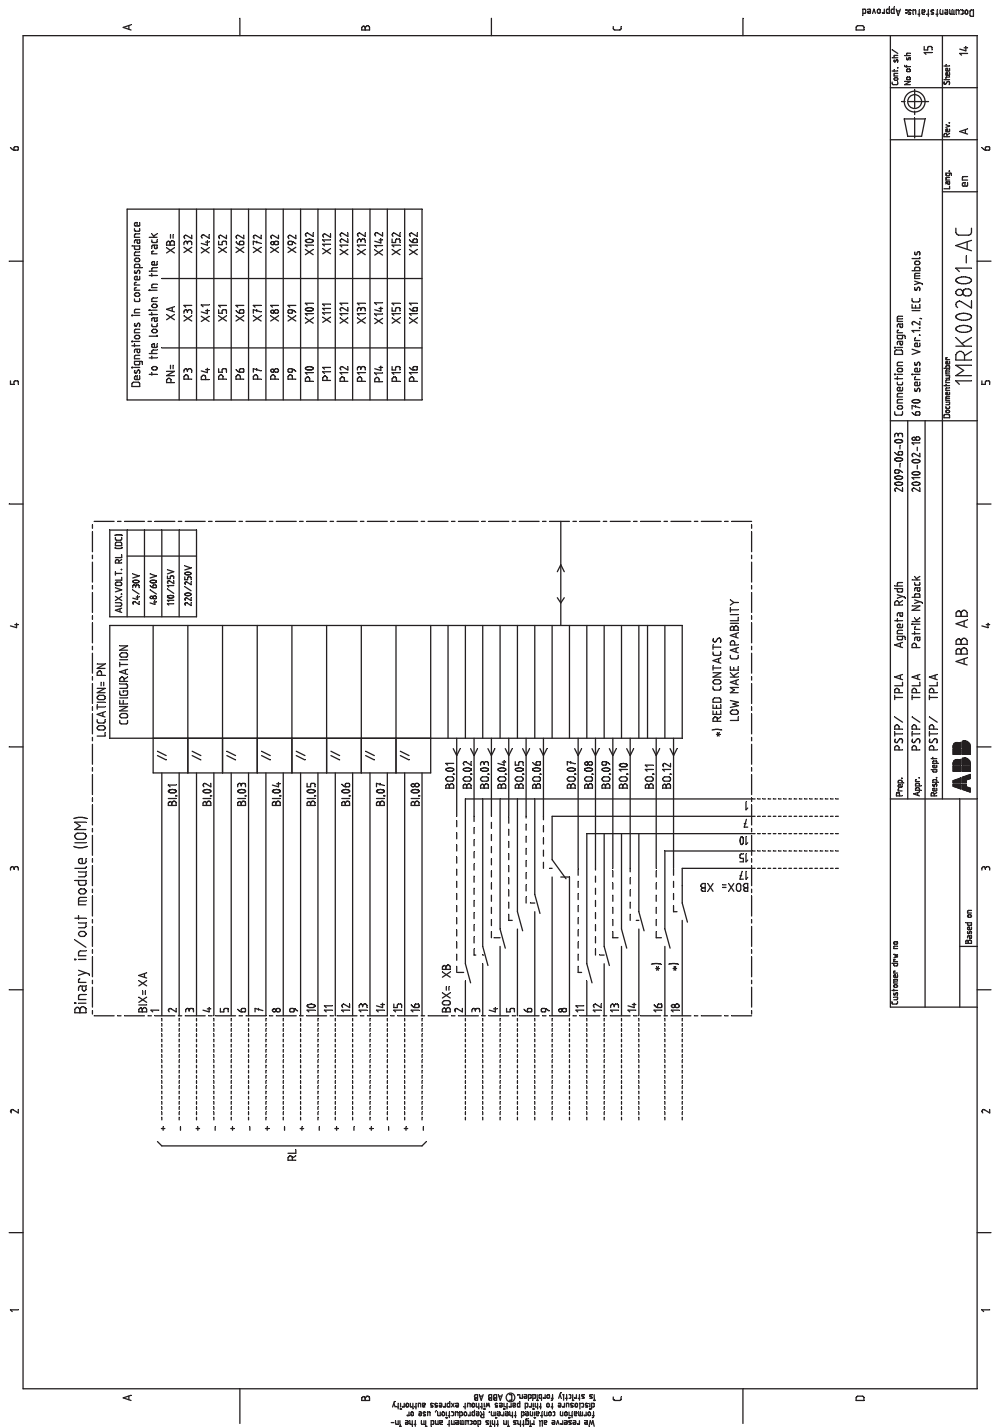 Documentstatus: Approved
A
B
C
D
1
2
3
4
5
6
Binary in/out module (IOM)
LOCATION= PN
CONFIGURATION
AUX.VOLT. RL (DC)
24/30V
48/60V
110/125V
220/250V
BIX= XA
1
2
3
4
5
6
7
8
9
10
11
12
13
14
15
16
+
-
+
-
+
-
+
-
+
-
+
-
+
-
+
-
RL
BI.01
BI.02
BI.03
BI.04
BI.05
BI.06
BI.07
BI.08
BOX= XB
2
3
4
5
6
9
8
11
12
13
14
16
18
*)
*)
BO.01
BO.02
BO.03
BO.04
BO.05
BO.06
BO.07
BO.08
BO.09
BO.10
BO.11
BO.12
1
7
10
15
17
BOX= XB
*) REED CONTACTS
LOW MAKE CAPABILITY
Designations in correspondance
to the location in the rack
PN= XA XB=
P3 X31 X32
P4 X41 X42
P5 X51 X52
P6 X61 X62
P7 X71 X72
P8 X81 X82
P9 X91 X92
P10 X101 X102
P11 X111 X112
P12 X121 X122
P13 X131 X132
P14 X141 X142
P15 X151 X152
P16 X161 X162
A
B
C
D
1
2
3
4
5
6
Customer drw no
Based on
Prep. PSTP/ TPLA Agneta Rydh 2009-06-03
Appr. PSTP/ TPLA Patrik Nyback 2010-02-18
Resp. dept PSTP/ TPLA
ABB ABB AB
Connection Diagram
670 series Ver.1.2, IEC symbols
Documentnumber
1MRK002801-AC
Lang.
en
Rev.
A
Cont. sh/
No of sh
15
Sheet
14
We reserve all rights in this document and in the in-
formation contained therein. Reproduction, use or
disclosure to third parties without express authority
is strictly forbidden. © ABB AB